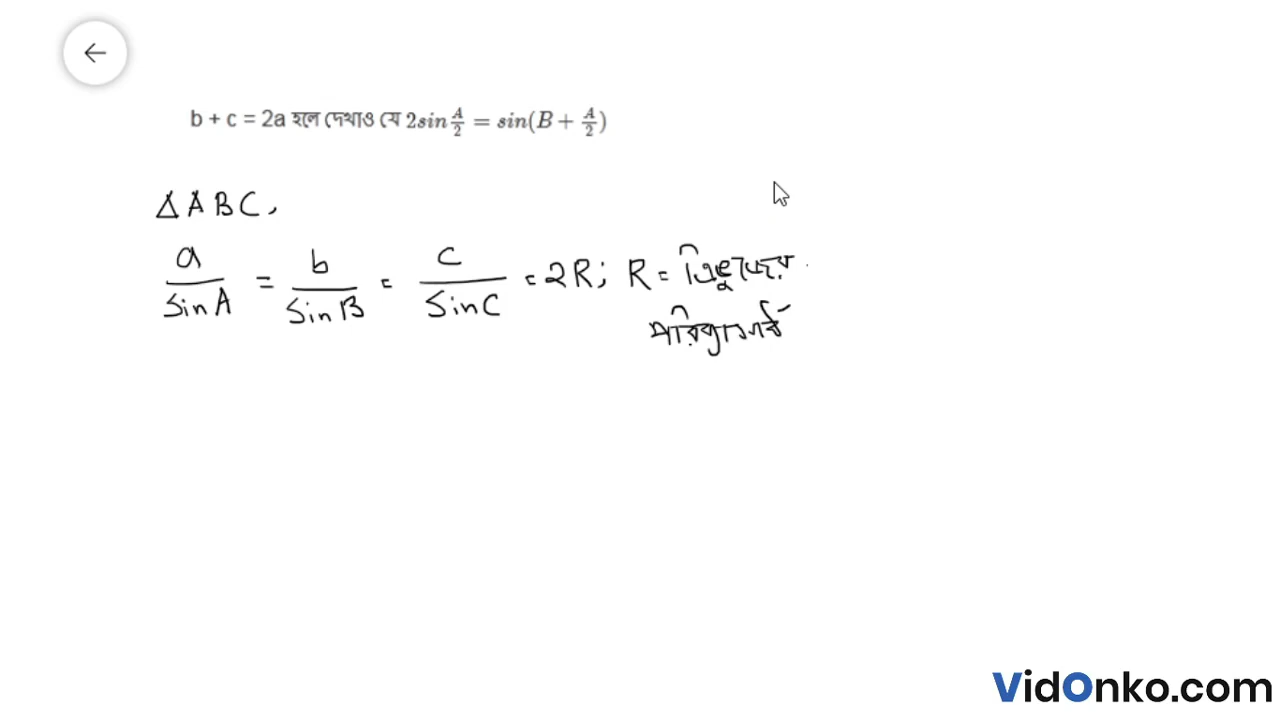 b + c = 2a হলে দেখাও যে 2sin A/2 = sin(B + A/2)
ΔABC,
a/sinA = b/sinB = c/sinC = 2R; R = ত্রিভূজের
পরিব্যাসার্ধ
VidOnko.com